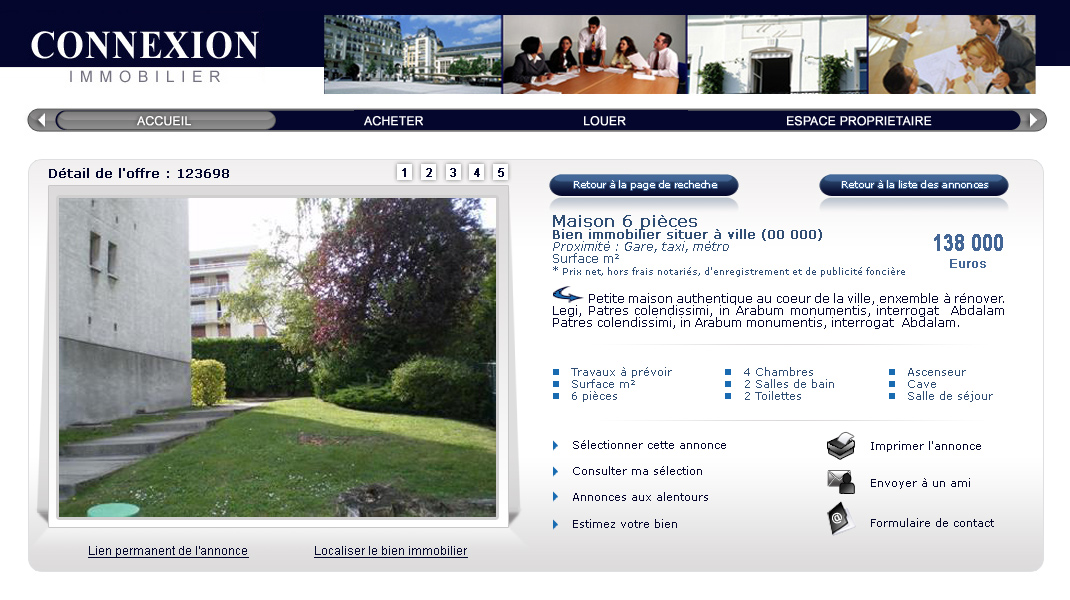 CONNEXION
IMMOBILIER
ACCUEIL
ACHETER
LOUER
ESPACE PROPRIETAIRE
Détail de l'offre : 123698
1 2 3 4 5
Retour à la page de recheche
Retour à la liste des annonces
Maison 6 pièces
Bien immobilier situer à ville (00 000)
Proximité : Gare, taxi, métro
Surface m²
* Prix net, hors frais notariés, d'enregistrement et de publicité foncière
138 000
Euros
Petite maison authentique au coeur de la ville, enxemble à rénover.
Legi, Patres colendissimi, in Arabum monumentis, interrogat Abdalam
Patres colendissimi, in Arabum monumentis, interrogat Abdalam.
Travaux à prévoir
Surface m²
6 pièces
4 Chambres
2 Salles de bain
2 Toilettes
Ascenseur
Cave
Salle de séjour
Sélectionner cette annonce
Consulter ma sélection
Annonces aux alentours
Estimez votre bien
Imprimer l'annonce
Envoyer à un ami
Formulaire de contact
Lien permanent de l'annonce
Localiser le bien immobilier